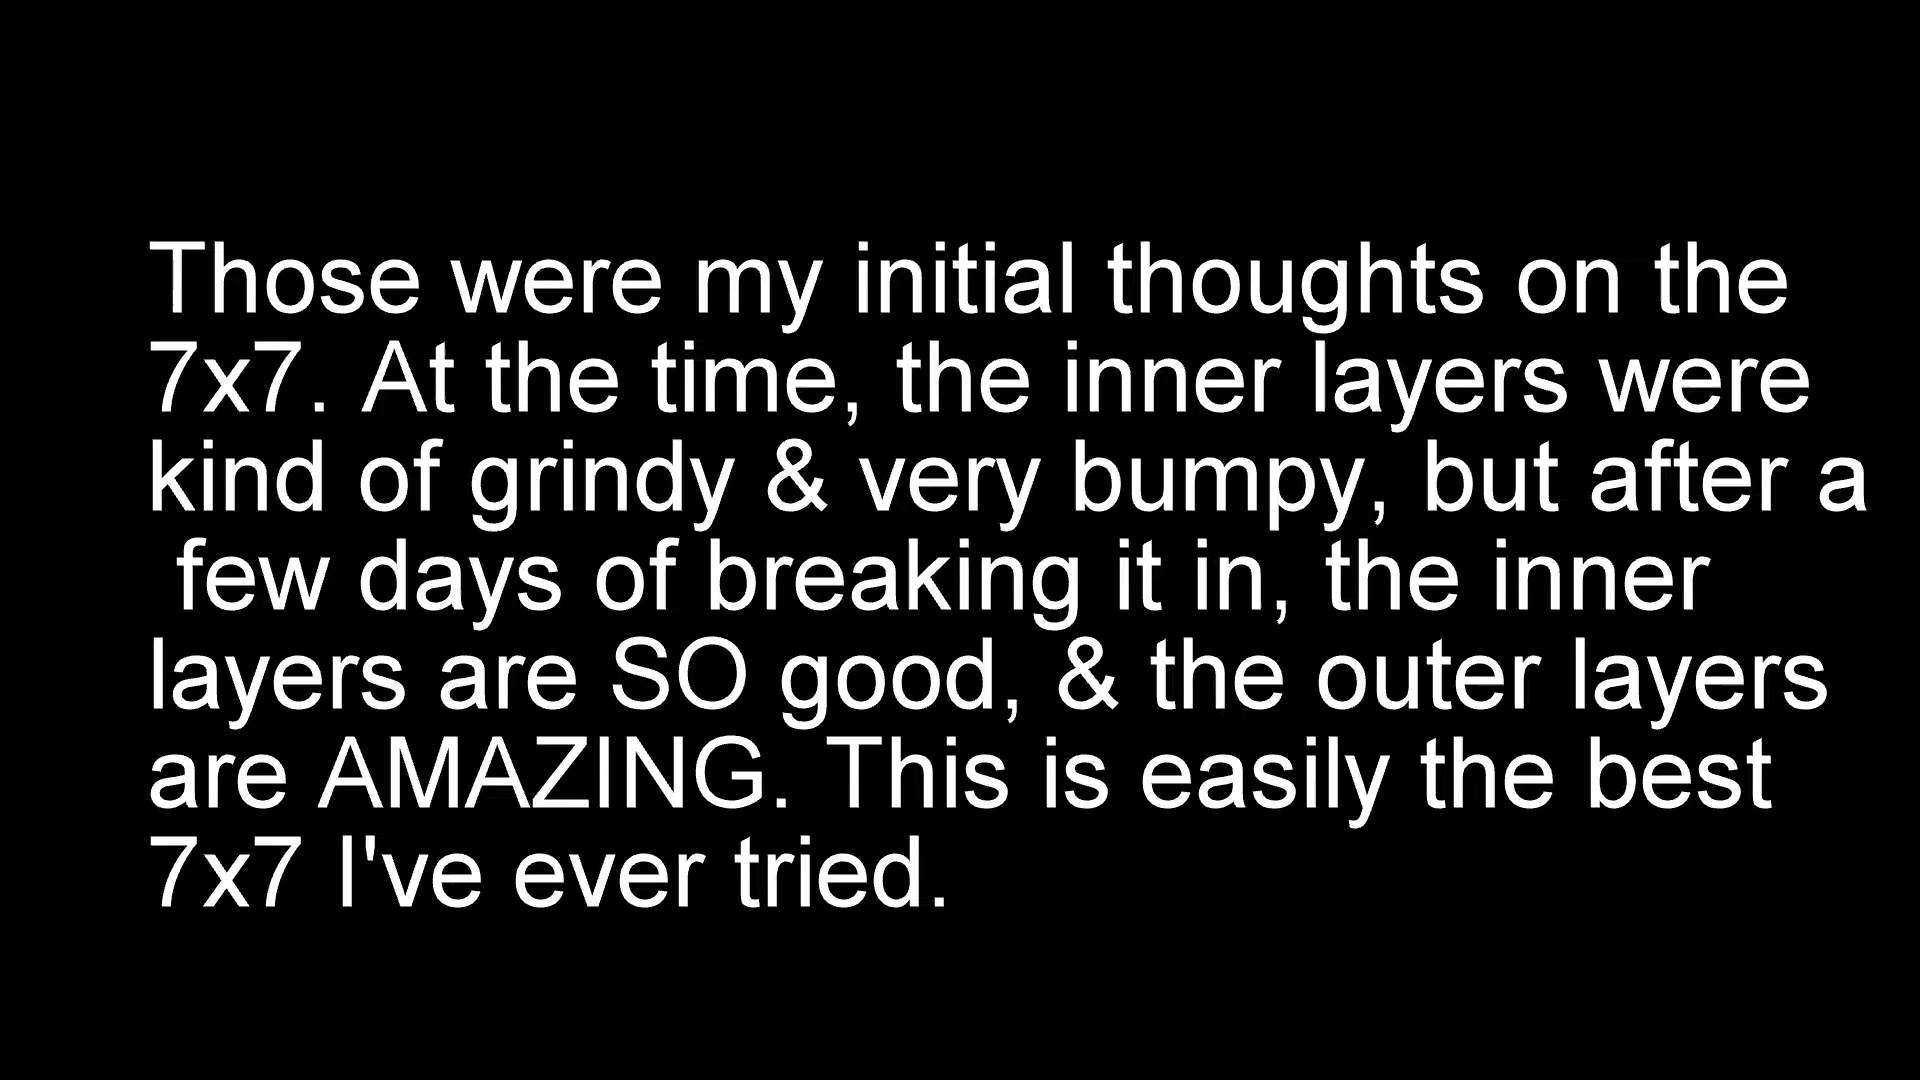 Those were my initial thoughts on the
7x7. At the time, the inner layers were
kind of grindy & very bumpy, but after a
few days of breaking it in, the inner
layers are SO good, & the outer layers
are AMAZING. This is easily the best
7x7 I've ever tried.